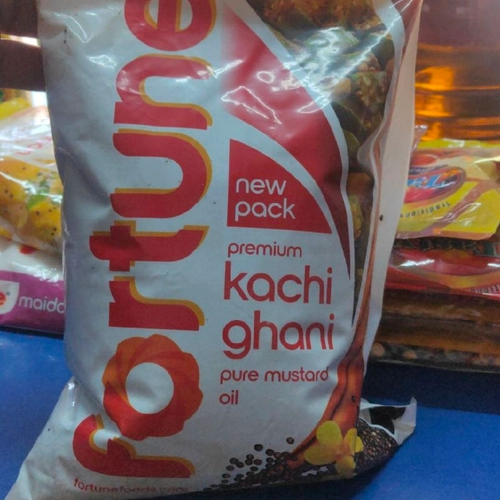 fortune
new
pack
premium
kachi
ghani
pure mustard
oil
maida